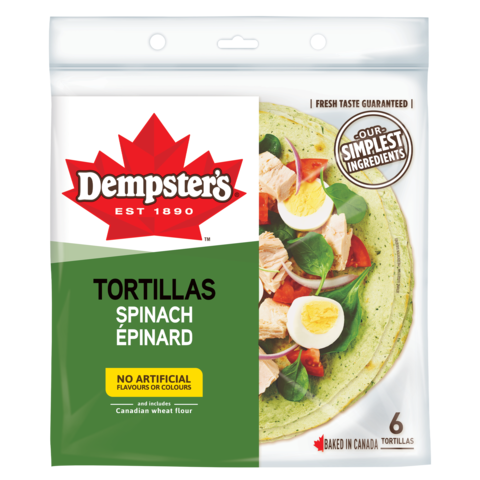 | FRESH TASTE GUARANTEED |
-OUR-
SIMPLEST
INGREDIENTS
Dempster's
EST 1890
TM
TORTILLAS
SPINACH
ÉPINARD
NO ARTIFICIAL
FLAVOURS OR COLOURS
and includes
Canadian wheat flour
BAKED IN CANADA
6
TORTILLAS